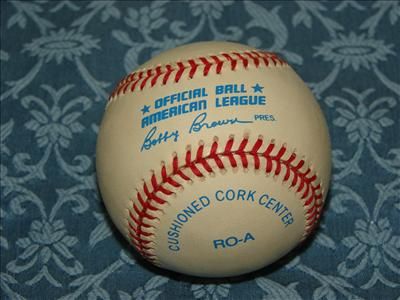 ★ OFFICIAL BALL ★
AMERICAN LEAGUE
Bobby Brown PRES.
CUSHIONED CORK CENTER
RO-A